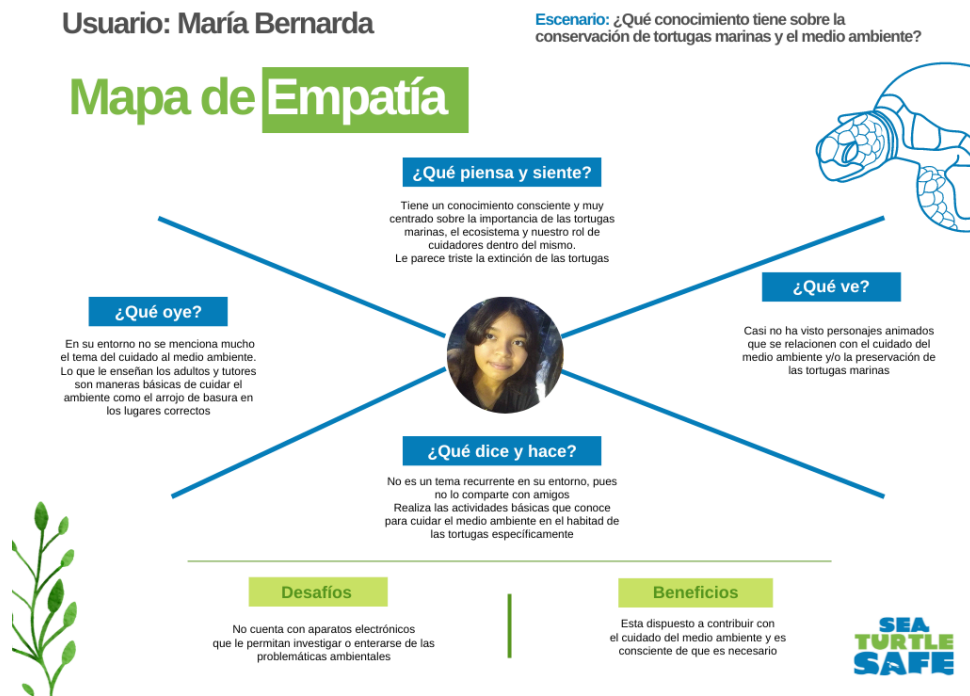 Usuario: María Bernarda
Escenario: ¿Qué conocimiento tiene sobre la
conservación de tortugas marinas y el medio ambiente?
Mapa de Empatía
¿Qué piensa y siente?
Tiene un conocimiento consciente y muy
centrado sobre la importancia de las tortugas
marinas, el ecosistema y nuestro rol de
cuidadores dentro del mismo.
Le parece triste la extinción de las tortugas
¿Qué oye?
En su entorno no se menciona mucho
el tema del cuidado al medio ambiente.
Lo que le enseñan los adultos y tutores
son maneras básicas de cuidar el
ambiente como el arrojo de basura en
los lugares correctos
¿Qué ve?
Casi no ha visto personajes animados
que se relacionen con el cuidado del
medio ambiente y/o la preservación de
las tortugas marinas
¿Qué dice y hace?
No es un tema recurrente en su entorno, pues
no lo comparte con amigos
Realiza las actividades básicas que conoce
para cuidar el medio ambiente en el habitad de
las tortugas específicamente
Desafíos
No cuenta con aparatos electrónicos
que le permitan investigar o enterarse de las
problemáticas ambientales
Beneficios
Esta dispuesto a contribuir con
el cuidado del medio ambiente y es
consciente de que es necesario
SEA
TURTLE
SAFE